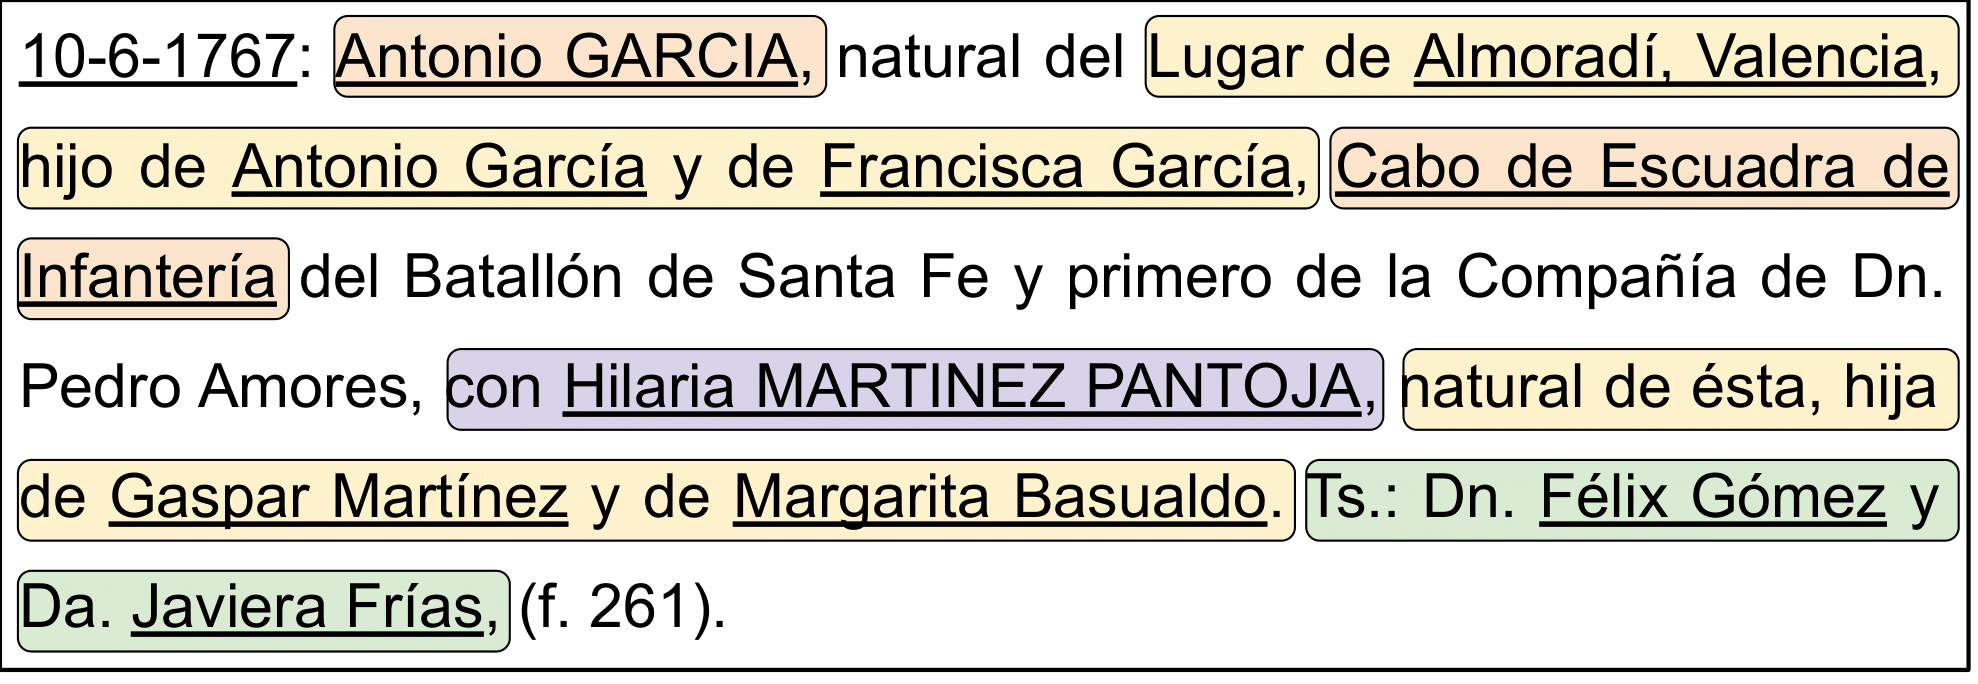 10-6-1767: Antonio GARCIA, natural del Lugar de Almoradí, Valencia,
hijo de Antonio García y de Francisca García, Cabo de Escuadra de
Infantería del Batallón de Santa Fe y primero de la Compañía de Dn.
Pedro Amores, con Hilaria MARTINEZ PANTOJA, natural de ésta, hija
de Gaspar Martínez y de Margarita Basualdo. Ts.: Dn. Félix Gómez y
Da. Javiera Frías, (f. 261).